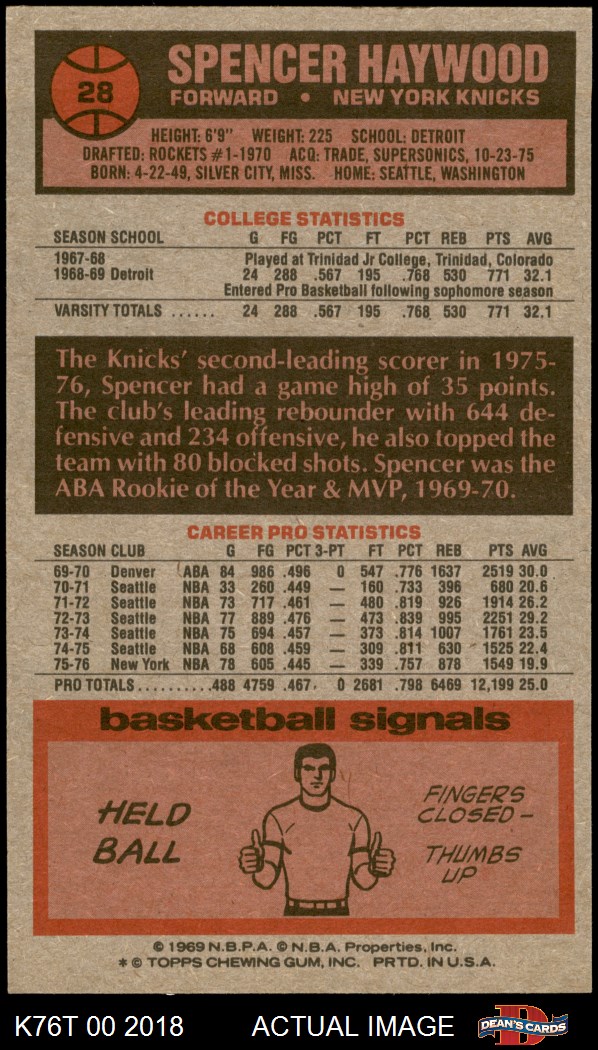 28
SPENCER HAYWOOD
FORWARD • NEW YORK KNICKS
HEIGHT: 6'9" WEIGHT: 225 SCHOOL: DETROIT
DRAFTED: ROCKETS #1-1970 ACQ: TRADE, SUPERSONICS, 10-23-75
BORN: 4-22-49, SILVER CITY, MISS. HOME: SEATTLE, WASHINGTON
COLLEGE STATISTICS
SEASON SCHOOL G FG PCT FT PCT REB PTS AVG
1967-68 Played at Trinidad Jr College, Trinidad, Colorado
1968-69 Detroit 24 288 .567 195 .768 530 771 32.1
Entered Pro Basketball following sophomore season
VARSITY TOTALS ...... 24 288 .567 195 .768 530 771 32.1
The Knicks' second-leading scorer in 1975-
76, Spencer had a game high of 35 points.
The club's leading rebounder with 644 de-
fensive and 234 offensive, he also topped the
team with 80 blocked shots. Spencer was the
ABA Rookie of the Year & MVP, 1969-70.
CAREER PRO STATISTICS
SEASON CLUB G FG PCT 3-PT FT PCT REB PTS AVG
69-70 Denver ABA 84 986 .496 0 547 .776 1637 2519 30.0
70-71 Seattle NBA 33 260 .449 — 160 .733 396 680 20.6
71-72 Seattle NBA 73 717 .461 — 480 .819 926 1914 26.2
72-73 Seattle NBA 77 889 .476 — 473 .839 995 2251 29.2
73-74 Seattle NBA 75 694 .457 — 373 .814 1007 1761 23.5
74-75 Seattle NBA 68 608 .459 — 309 .811 630 1525 22.4
75-76 New York NBA 78 605 .445 — 339 .757 878 1549 19.9
PRO TOTALS..........488 4759 .467 0 2681 .798 6469 12,199 25.0
basketball signals
HELD
BALL
FINGERS
CLOSED—
THUMBS
UP
© 1969 N.B.P.A. © N.B.A. Properties, Inc.
* © TOPPS CHEWING GUM, INC. PRTD. IN U.S.A.
K76T 00 2018 ACTUAL IMAGE
D
DEAN'S CARDS